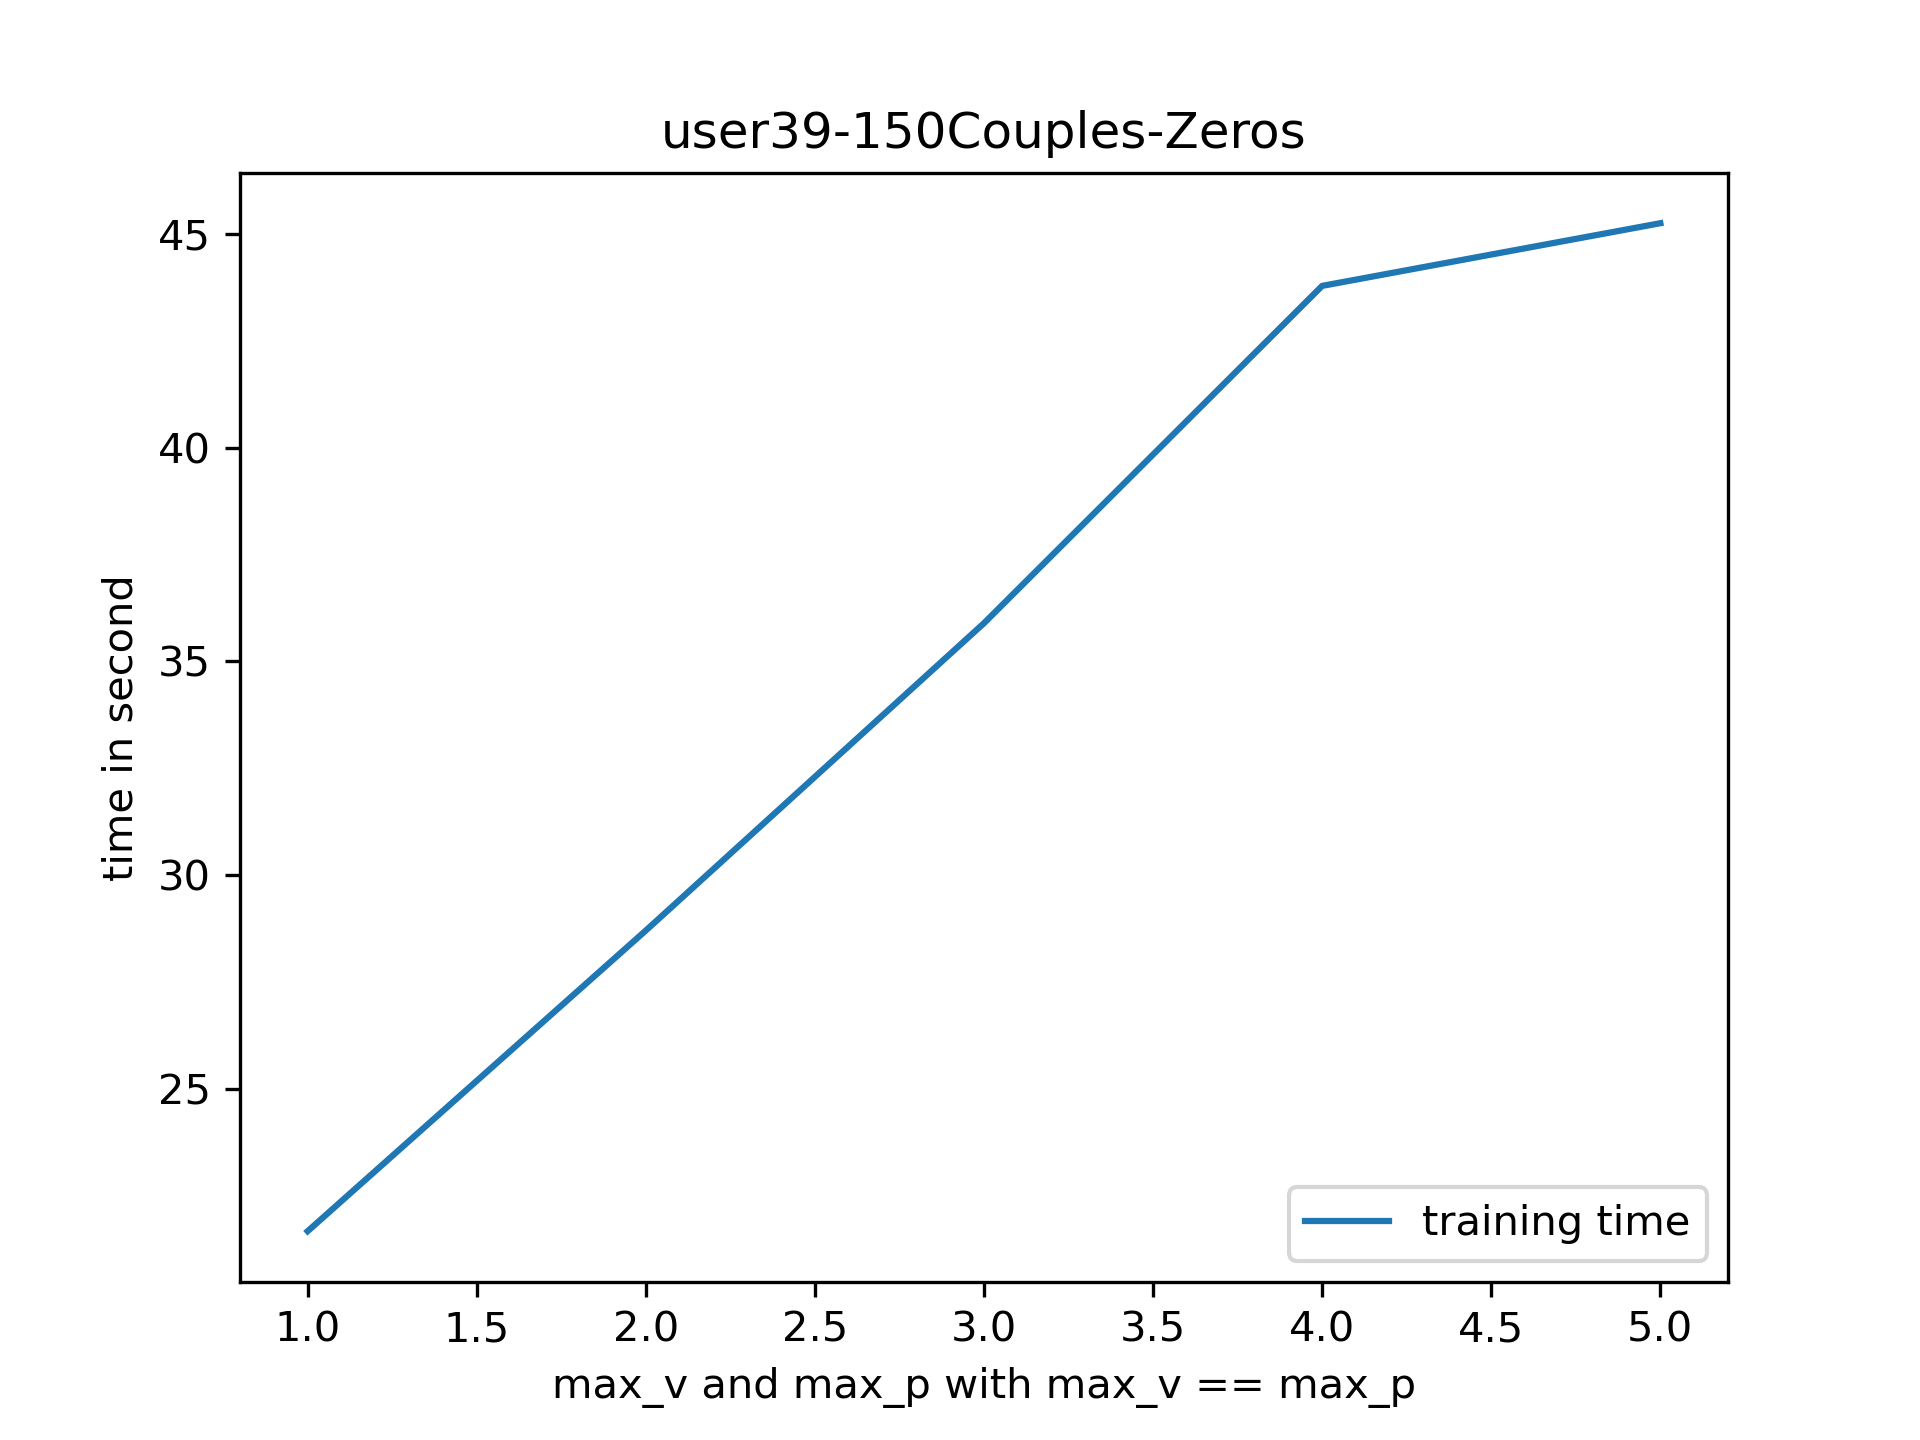 user39-150Couples-Zeros
45
40
35
30
25
time in second
training time
1.0 1.5 2.0 2.5 3.0 3.5 4.0 4.5 5.0
max_v and max_p with max_v == max_p